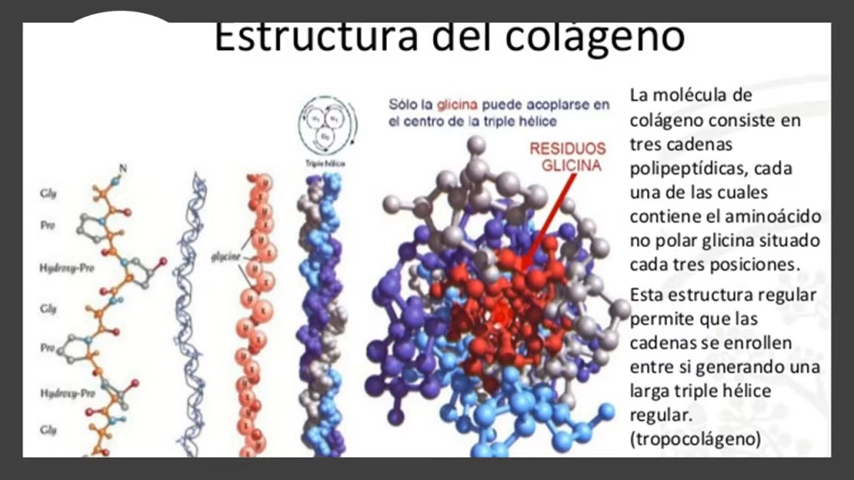 Estructura del colágeno
Sólo la glicina puede acoplarse en
el centro de la triple hélice
RESIDUOS
GLICINA
Triple hélice
N
Gly
Pro
Hydroxy-Pro
Gly
Pro
Hydroxy-Pro
Gly
glycine
La molécula de
colágeno consiste en
tres cadenas
polipeptídicas, cada
una de las cuales
contiene el aminoácido
no polar glicina situado
cada tres posiciones.
Esta estructura regular
permite que las
cadenas se enrollen
entre si generando una
larga triple hélice
regular.
(tropocolágeno)